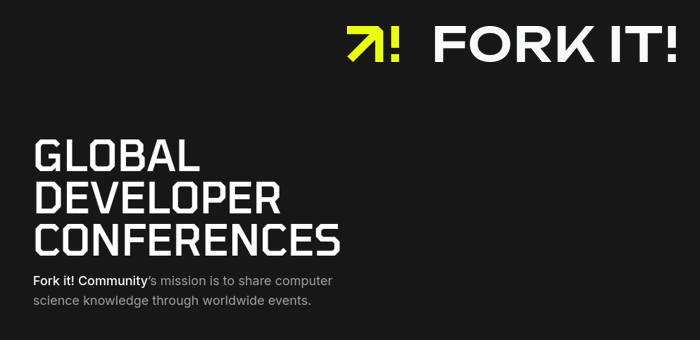 FORK IT!
GLOBAL
DEVELOPER
CONFERENCES
Fork it! Community's mission is to share computer
science knowledge through worldwide events.